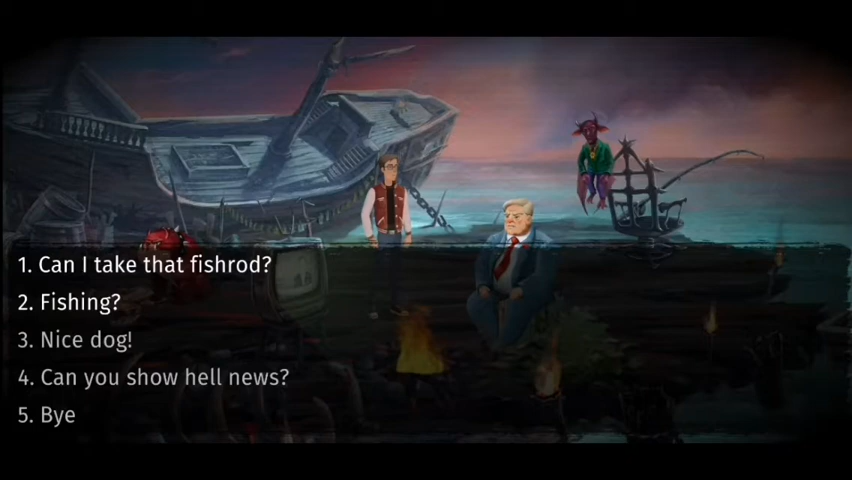 1. Can I take that fishrod?
2. Fishing?
3. Nice dog!
4. Can you show hell news?
5. Bye